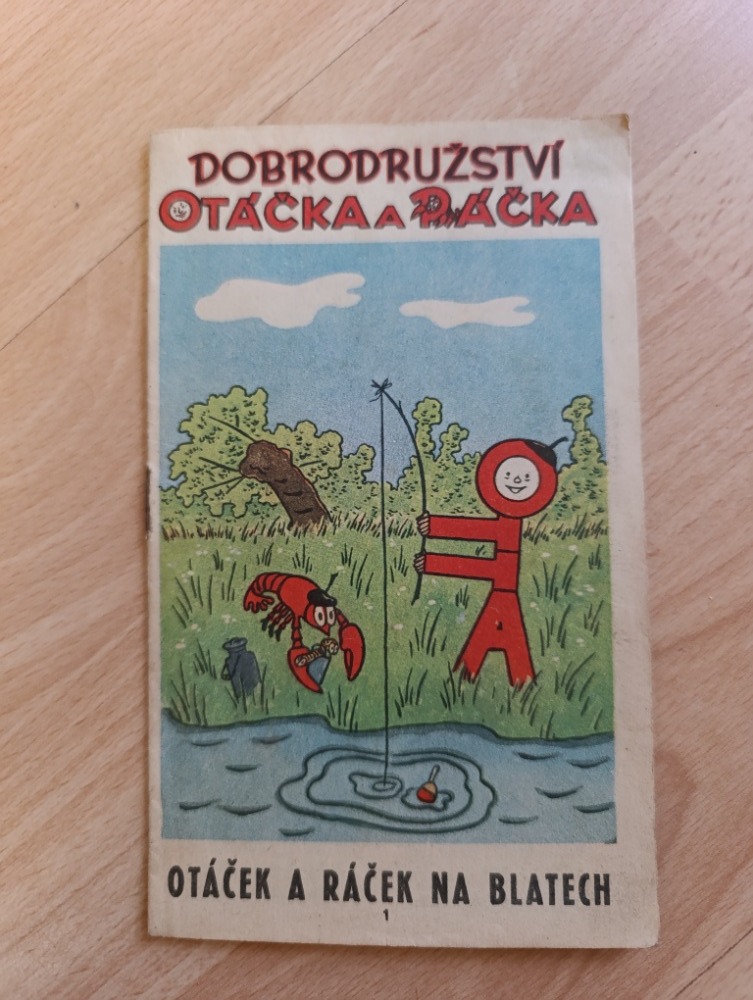 DOBRODRUŽSTVÍ
OTÁČKA A RÁČKA
OTÁČEK A RÁČEK NA BLATECH
1